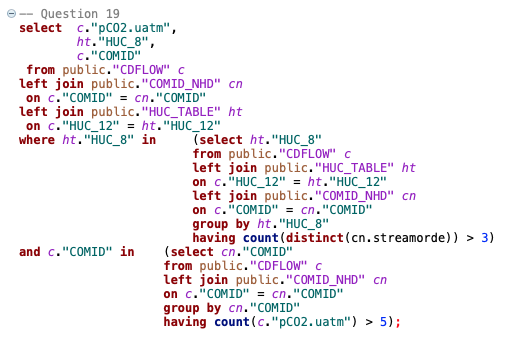 -- Question 19
select c."pCO2.uatm",
ht."HUC_8",
c."COMID"
from public."CDFLOW" c
left join public."COMID_NHD" cn
on c."COMID" = cn."COMID"
left join public."HUC_TABLE" ht
on c."HUC_12" = ht."HUC_12"
where ht."HUC_8" in (select ht."HUC_8"
from public."CDFLOW" c
left join public."HUC_TABLE" ht
on c."HUC_12" = ht."HUC_12"
left join public."COMID_NHD" cn
on c."COMID" = cn."COMID"
group by ht."HUC_8"
having count(distinct(cn.streamorde)) > 3)
and c."COMID" in (select cn."COMID"
from public."CDFLOW" c
left join public."COMID_NHD" cn
on c."COMID" = cn."COMID"
group by cn."COMID"
having count(c."pCO2.uatm") > 5);